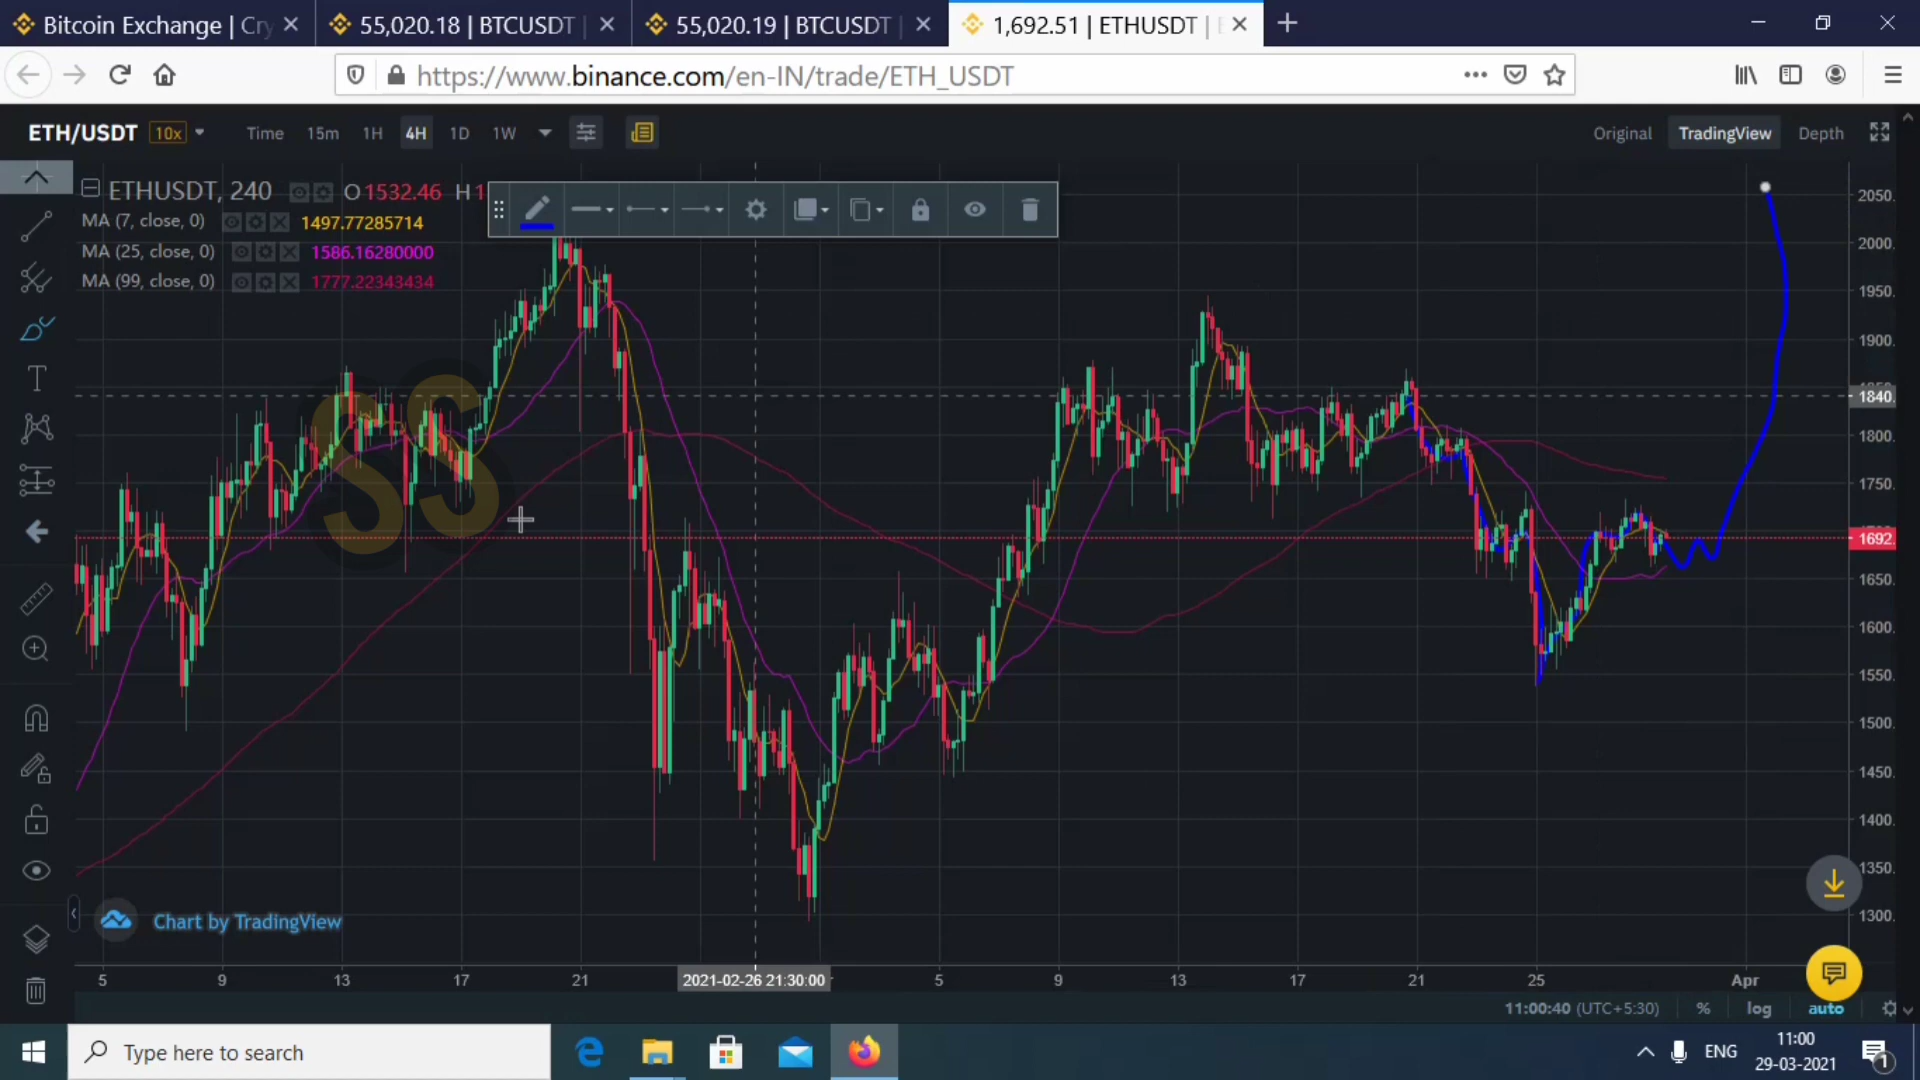 Bitcoin Exchange | Cry
55,020.18 | BTCUSDT |
55,020.19 | BTCUSDT |
1,692.51 | ETHUSDT |
https://www.binance.com/en-IN/trade/ETH_USDT
ETH/USDT 10x Time 15m 1H 4H 1D 1W Original TradingView Depth
ETHUSDT, 240 O1532.46 H1
MA (7, close, 0) 1497.77285714
MA (25, close, 0) 1586.16280000
MA (99, close, 0) 1777.22343434
SS
2050.
2000.
1950.
1900.
1840.
1800.
1750.
1692.
1650.
1600.
1550.
1500.
1450.
1400.
1350.
1300.
Chart by TradingView
5 9 13 17 21 2021-02-26 21:30:00 5 9 13 17 21 25 Apr
11:00:40 (UTC+5:30) % log auto
Type here to search
ENG
11:00
29-03-2021
1